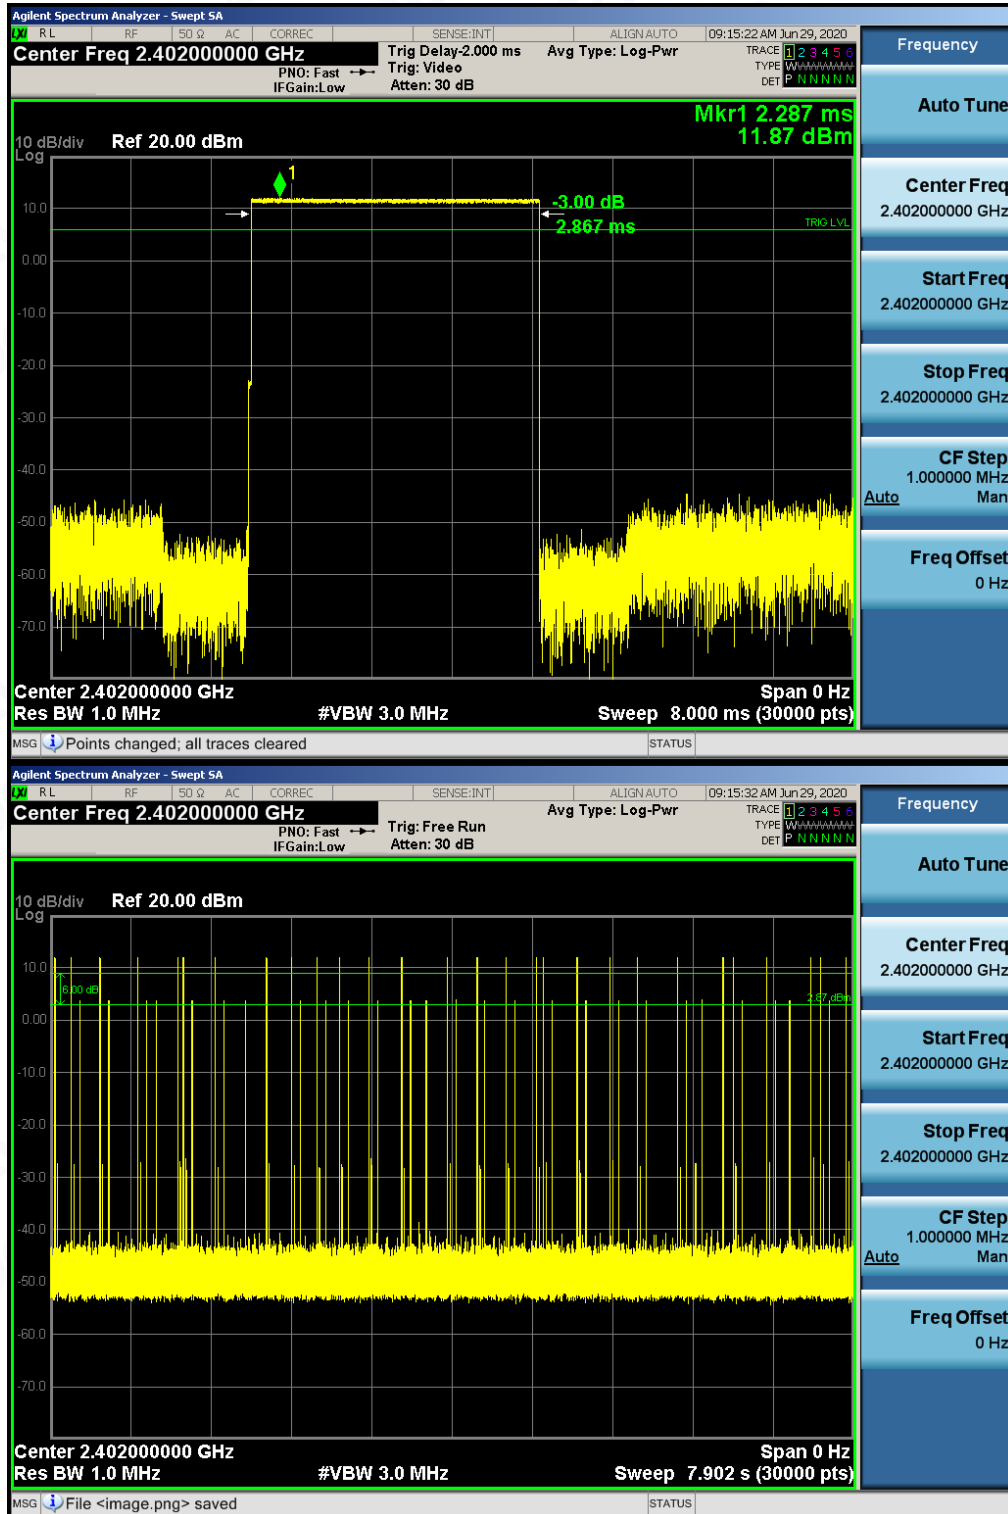 Agilent Spectrum Analyzer - Swept SA
LXI RL RF 50 Ω AC CORREC SENSE:INT ALIGN AUTO 09:15:22 AM Jun 29, 2020
Center Freq 2.402000000 GHz
PNO: Fast
IFGain:Low
Trig Delay-2.000 ms
Trig: Video
Atten: 30 dB
Avg Type: Log-Pwr
TRACE 1 2 3 4 5 6
TYPE WWWWWW
DET P N N N N N
Mkr1 2.287 ms
11.87 dBm
10 dB/div
Log
Ref 20.00 dBm
1
-3.00 dB
2.867 ms
TRIG LVL
10.0
0.00
-10.0
-20.0
-30.0
-40.0
-50.0
-60.0
-70.0
Center 2.402000000 GHz
Span 0 Hz
Res BW 1.0 MHz
#VBW 3.0 MHz
Sweep 8.000 ms (30000 pts)
MSG Points changed; all traces cleared
STATUS
Frequency
Auto Tune
Center Freq
2.402000000 GHz
Start Freq
2.402000000 GHz
Stop Freq
2.402000000 GHz
CF Step
1.000000 MHz
Auto Man
Freq Offset
0 Hz
Agilent Spectrum Analyzer - Swept SA
LXI RL RF 50 Ω AC CORREC SENSE:INT ALIGN AUTO 09:15:32 AM Jun 29, 2020
Center Freq 2.402000000 GHz
PNO: Fast
IFGain:Low
Trig: Free Run
Atten: 30 dB
Avg Type: Log-Pwr
TRACE 1 2 3 4 5 6
TYPE WWWWWW
DET P N N N N N
10 dB/div
Log
Ref 20.00 dBm
6.00 dB
2.87 dBm
10.0
0.00
-10.0
-20.0
-30.0
-40.0
-50.0
-60.0
-70.0
Center 2.402000000 GHz
Span 0 Hz
Res BW 1.0 MHz
#VBW 3.0 MHz
Sweep 7.902 s (30000 pts)
MSG File <image.png> saved
STATUS
Frequency
Auto Tune
Center Freq
2.402000000 GHz
Start Freq
2.402000000 GHz
Stop Freq
2.402000000 GHz
CF Step
1.000000 MHz
Auto Man
Freq Offset
0 Hz